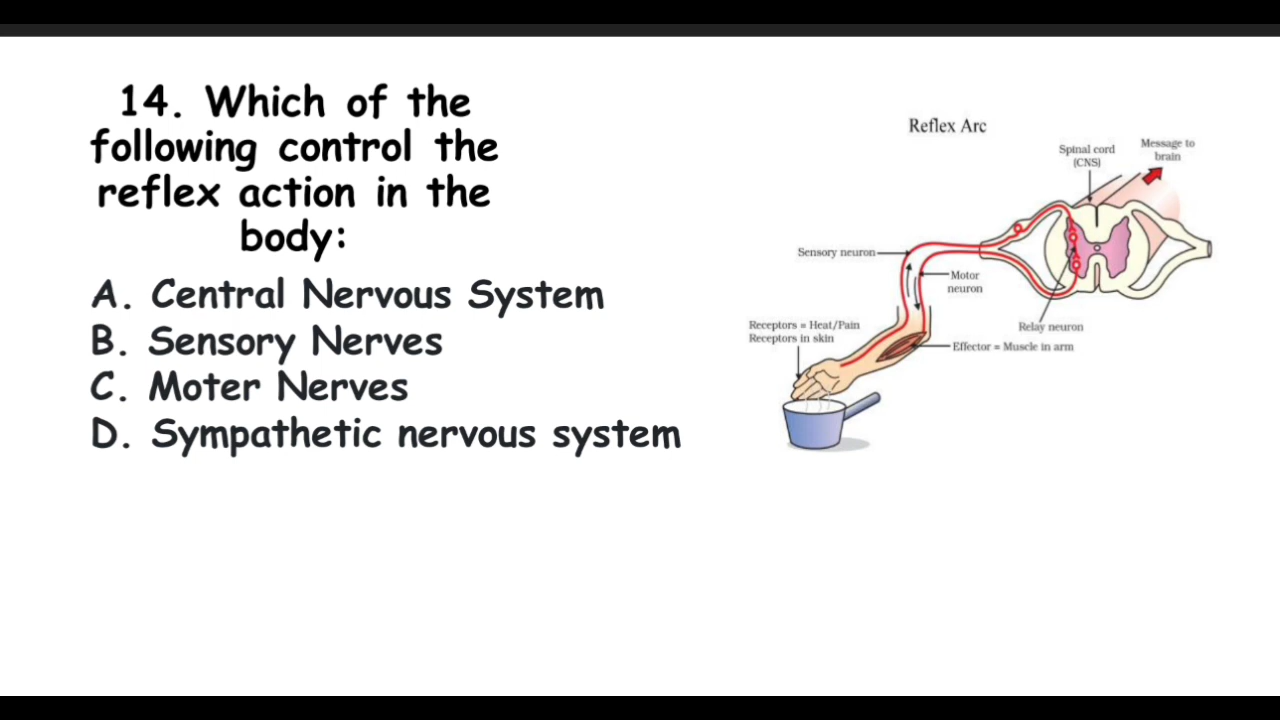 14. Which of the
following control the
reflex action in the
body:
A. Central Nervous System
B. Sensory Nerves
C. Moter Nerves
D. Sympathetic nervous system
Reflex Arc
Spinal cord
(CNS)
Message to
brain
Sensory neuron
Motor
neuron
Receptors = Heat/Pain
Receptors in skin
Relay neuron
Effector = Muscle in arm